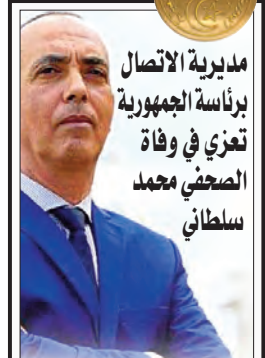 مديرية الاتصال
برئاسة الجمهورية
تعزي في وفاة
الصحفي محمد
سلطاني